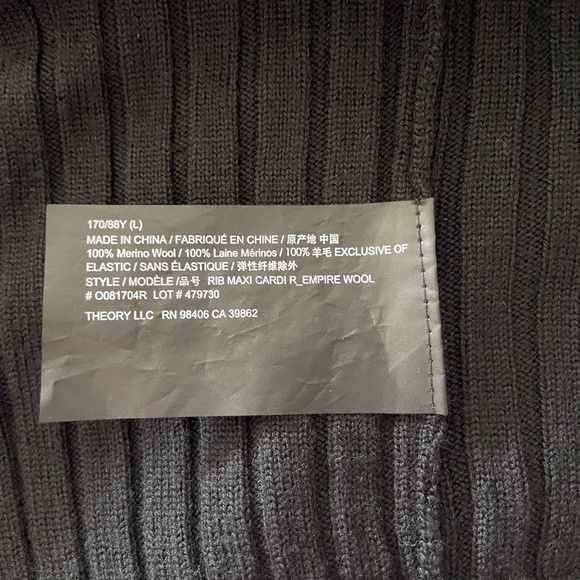 170/88Y (L)
MADE IN CHINA / FABRIQUÉ EN CHINE / 原产地 中国
100% Merino Wool / 100% Laine Mérinos / 100% 羊毛 EXCLUSIVE OF
ELASTIC / SANS ÉLASTIQUE / 弹性纤维除外
STYLE / MODÈLE /品号 RIB MAXI CARDI R_EMPIRE WOOL
# O081704R LOT # 479730
THEORY LLC RN 98406 CA 39862